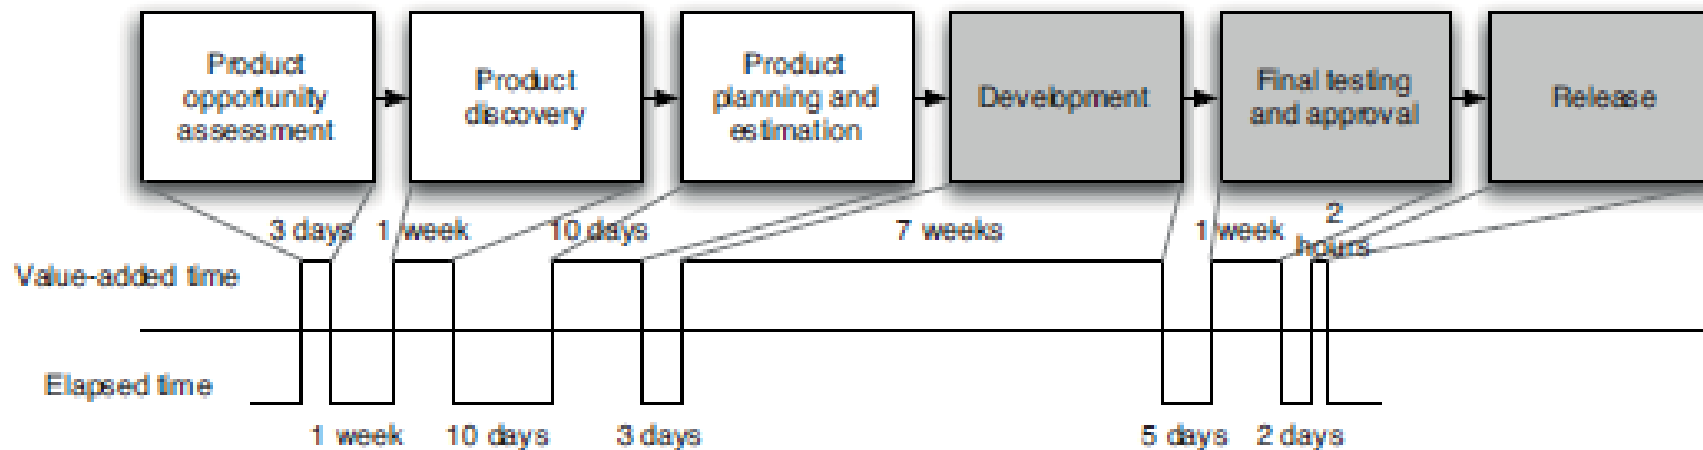 Product
opportunity
assessment
Product
discovery
Product
planning and
estimation
Development
Final testing
and approval
Release
3 days
1 week
10 days
7 weeks
1 week
2
hours
Value-added time
Elapsed time
1 week
10 days
3 days
5 days
2 days